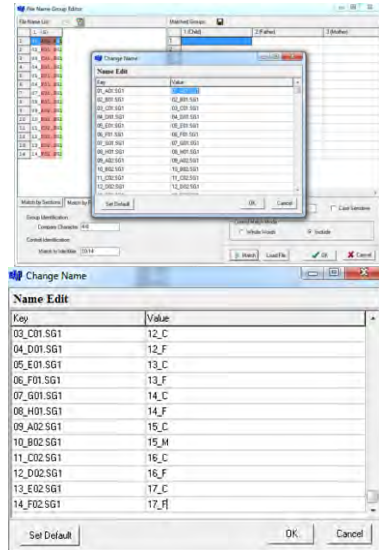 File Name Group Editor
File Name List
Matched Groups:
1 (Child) 2 (Father) 3 (Mother)
Change Name
Name Edit
Key Value
01_A01.SG1
02_B01.SG1 02_B01.SG1
03_C01.SG1 03_C01.SG1
04_D01.SG1 04_D01.SG1
05_E01.SG1 05_E01.SG1
06_F01.SG1 06_F01.SG1
07_G01.SG1 07_G01.SG1
08_H01.SG1 08_H01.SG1
09_A02.SG1 09_A02.SG1
10_B02.SG1 10_B02.SG1
11_C02.SG1 11_C02.SG1
12_D02.SG1 12_D02.SG1
Set Default OK Cancel
Match by Sections
Case Sensitive
Group Identification
Compare Character
Control Match Mode
Whole Words Include
Control Identification
Match to Identifier
Match Load File OK Cancel
Change Name
Name Edit
Key Value
03_C01.SG1 12_C
04_D01.SG1 12_F
05_E01.SG1 13_C
06_F01.SG1 13_F
07_G01.SG1 14_C
08_H01.SG1 14_F
09_A02.SG1 15_C
10_B02.SG1 15_M
11_C02.SG1 16_C
12_D02.SG1 16_F
13_E02.SG1 17_C
14_F02.SG1 17_F
Set Default OK Cancel